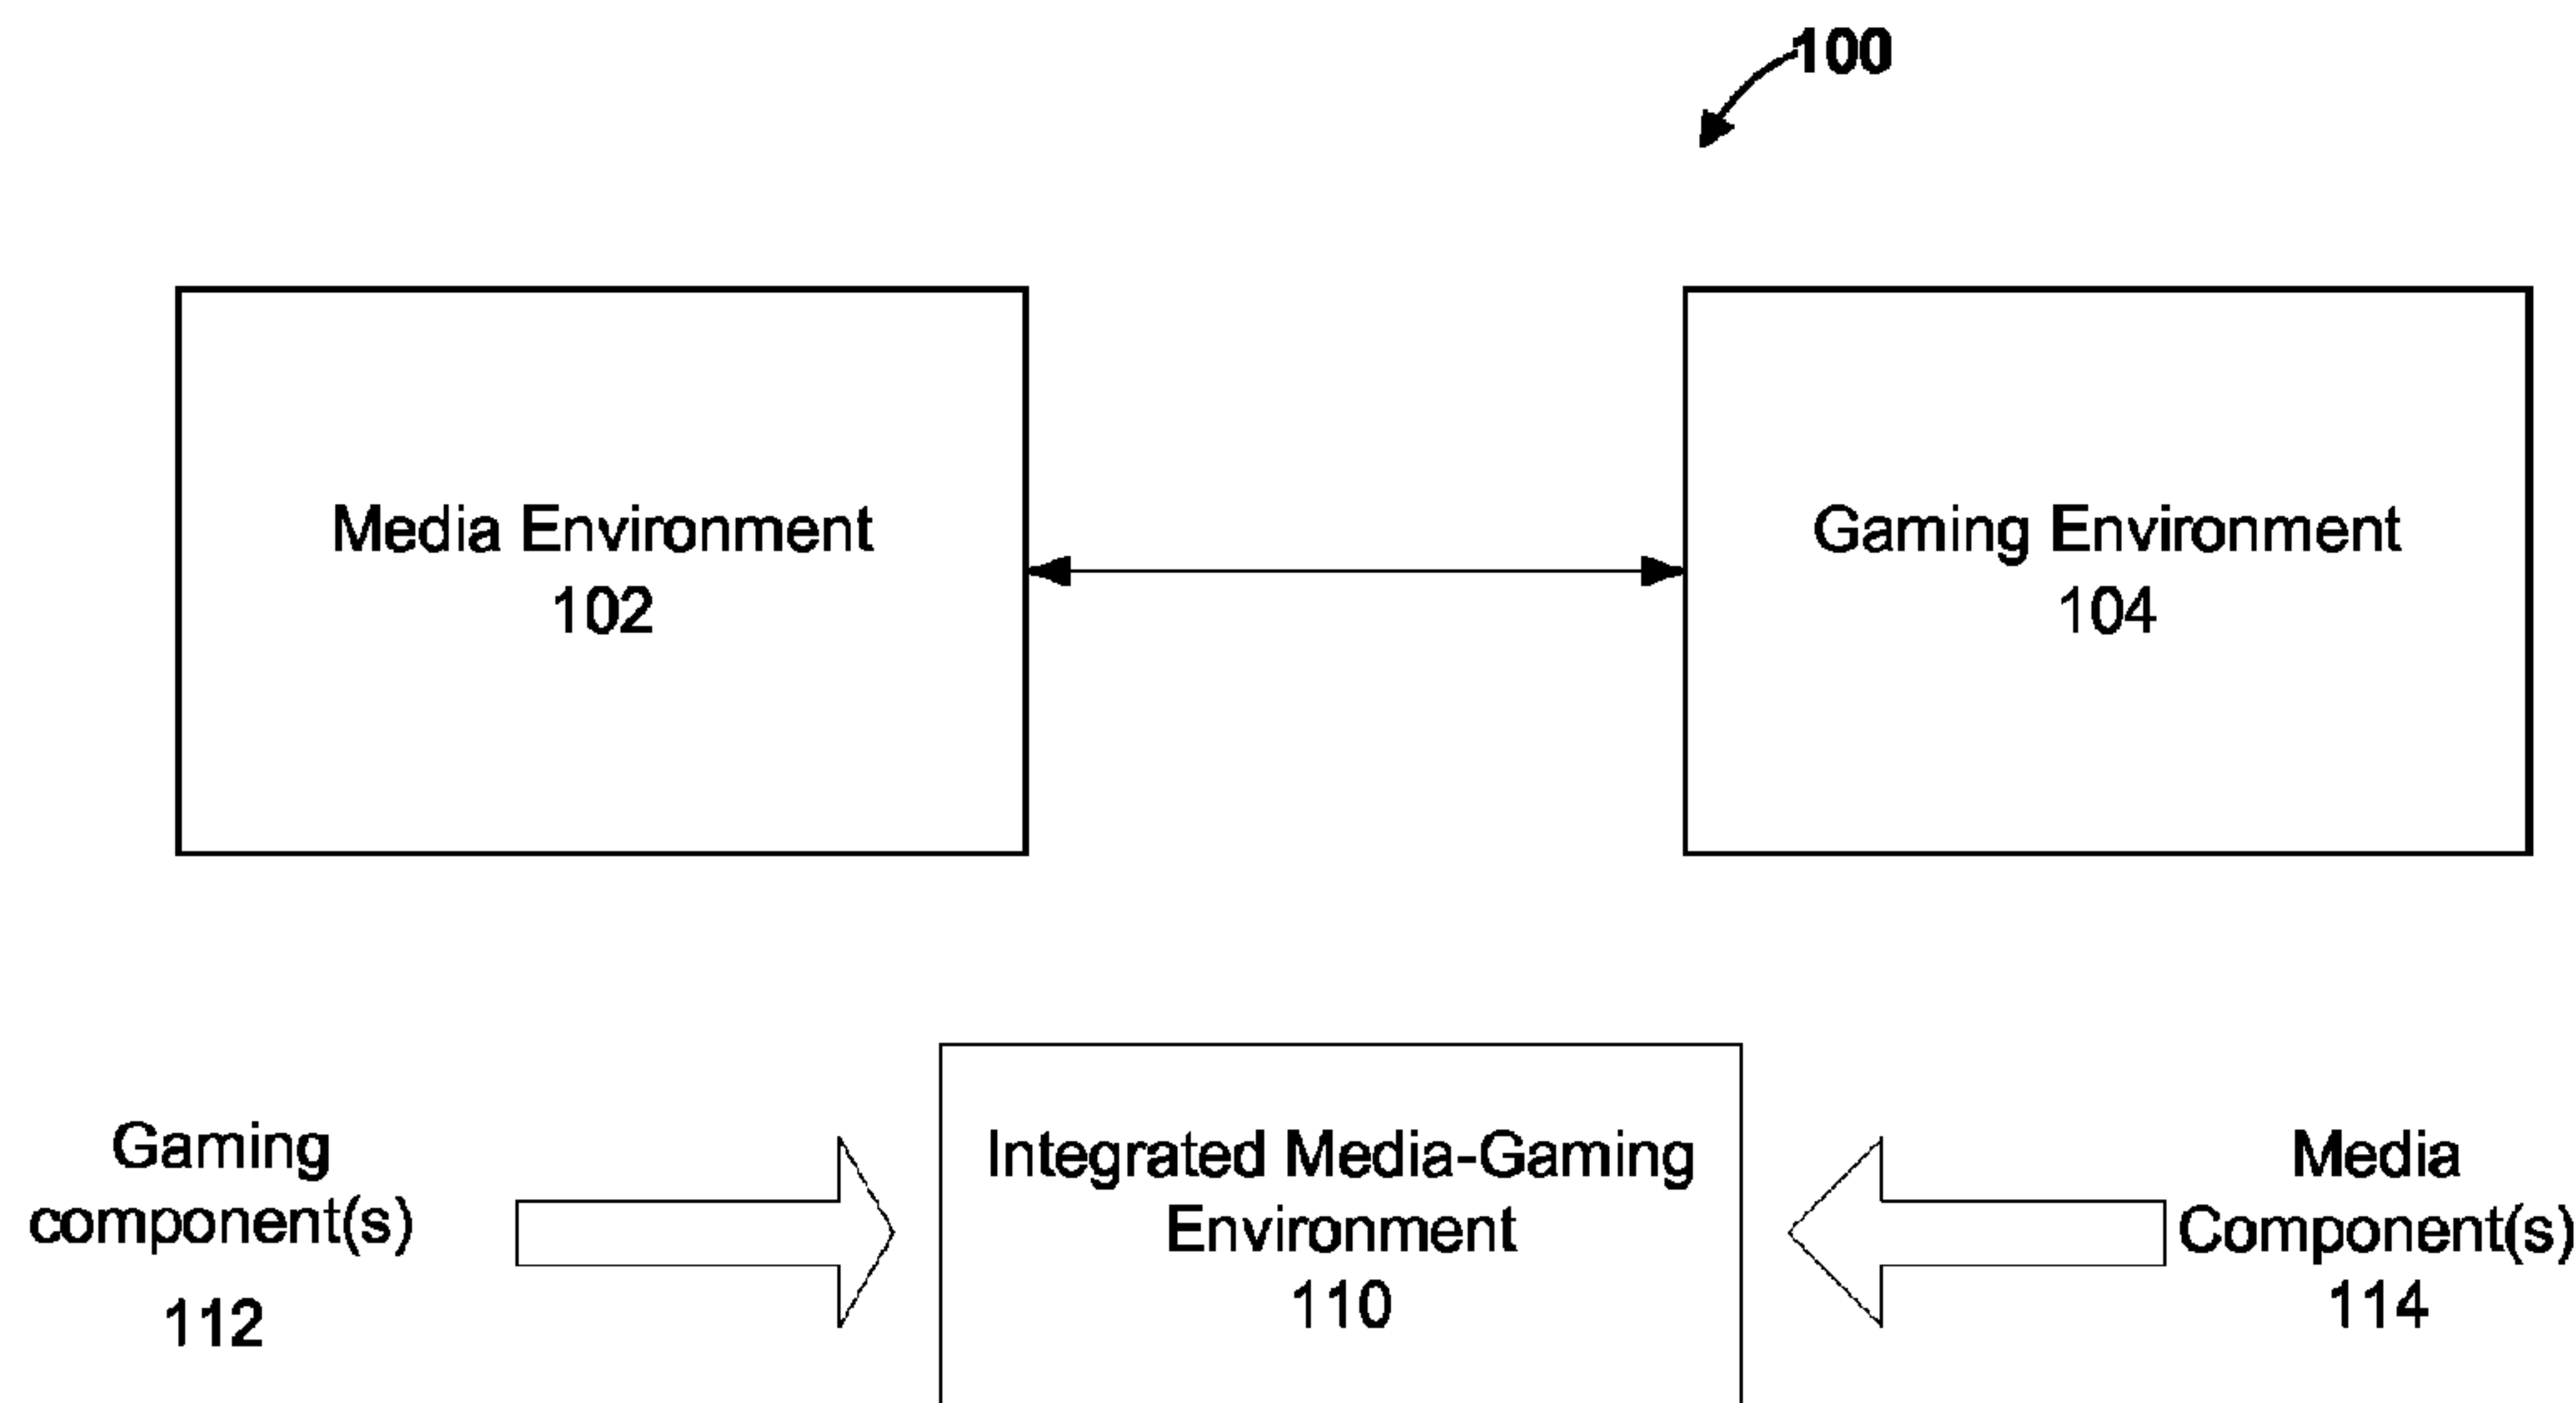 100
Media Environment
102
Gaming Environment
104
Gaming
component(s)
112
Integrated Media-Gaming
Environment
110
Media
Component(s)
114